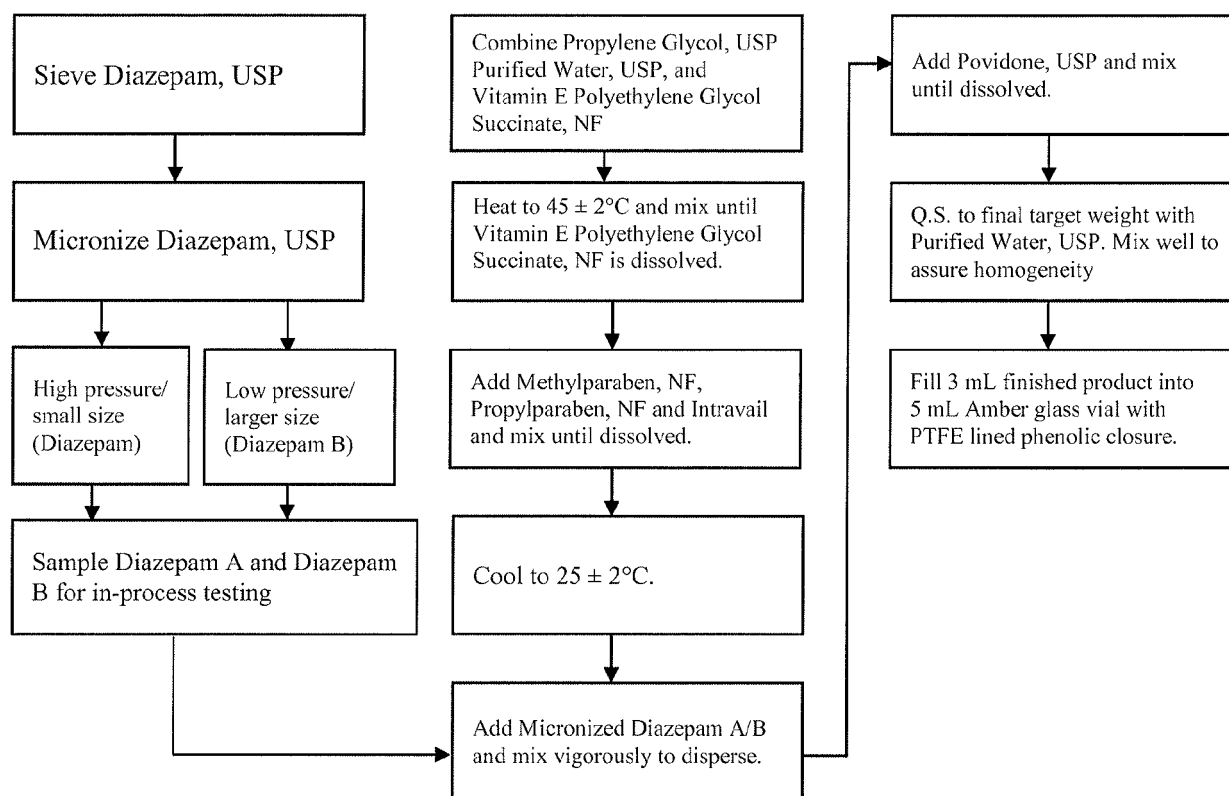 Sieve Diazepam, USP
Micronize Diazepam, USP
High pressure/
small size
(Diazepam)
Low pressure/
larger size
(Diazepam B)
Sample Diazepam A and Diazepam
B for in-process testing
Combine Propylene Glycol, USP
Purified Water, USP, and
Vitamin E Polyethylene Glycol
Succinate, NF
Heat to 45 ± 2°C and mix until
Vitamin E Polyethylene Glycol
Succinate, NF is dissolved.
Add Methylparaben, NF,
Propylparaben, NF and Intravail
and mix until dissolved.
Cool to 25 ± 2°C.
Add Micronized Diazepam A/B
and mix vigorously to disperse.
Add Povidone, USP and mix
until dissolved.
Q.S. to final target weight with
Purified Water, USP. Mix well to
assure homogeneity
Fill 3 mL finished product into
5 mL Amber glass vial with
PTFE lined phenolic closure.